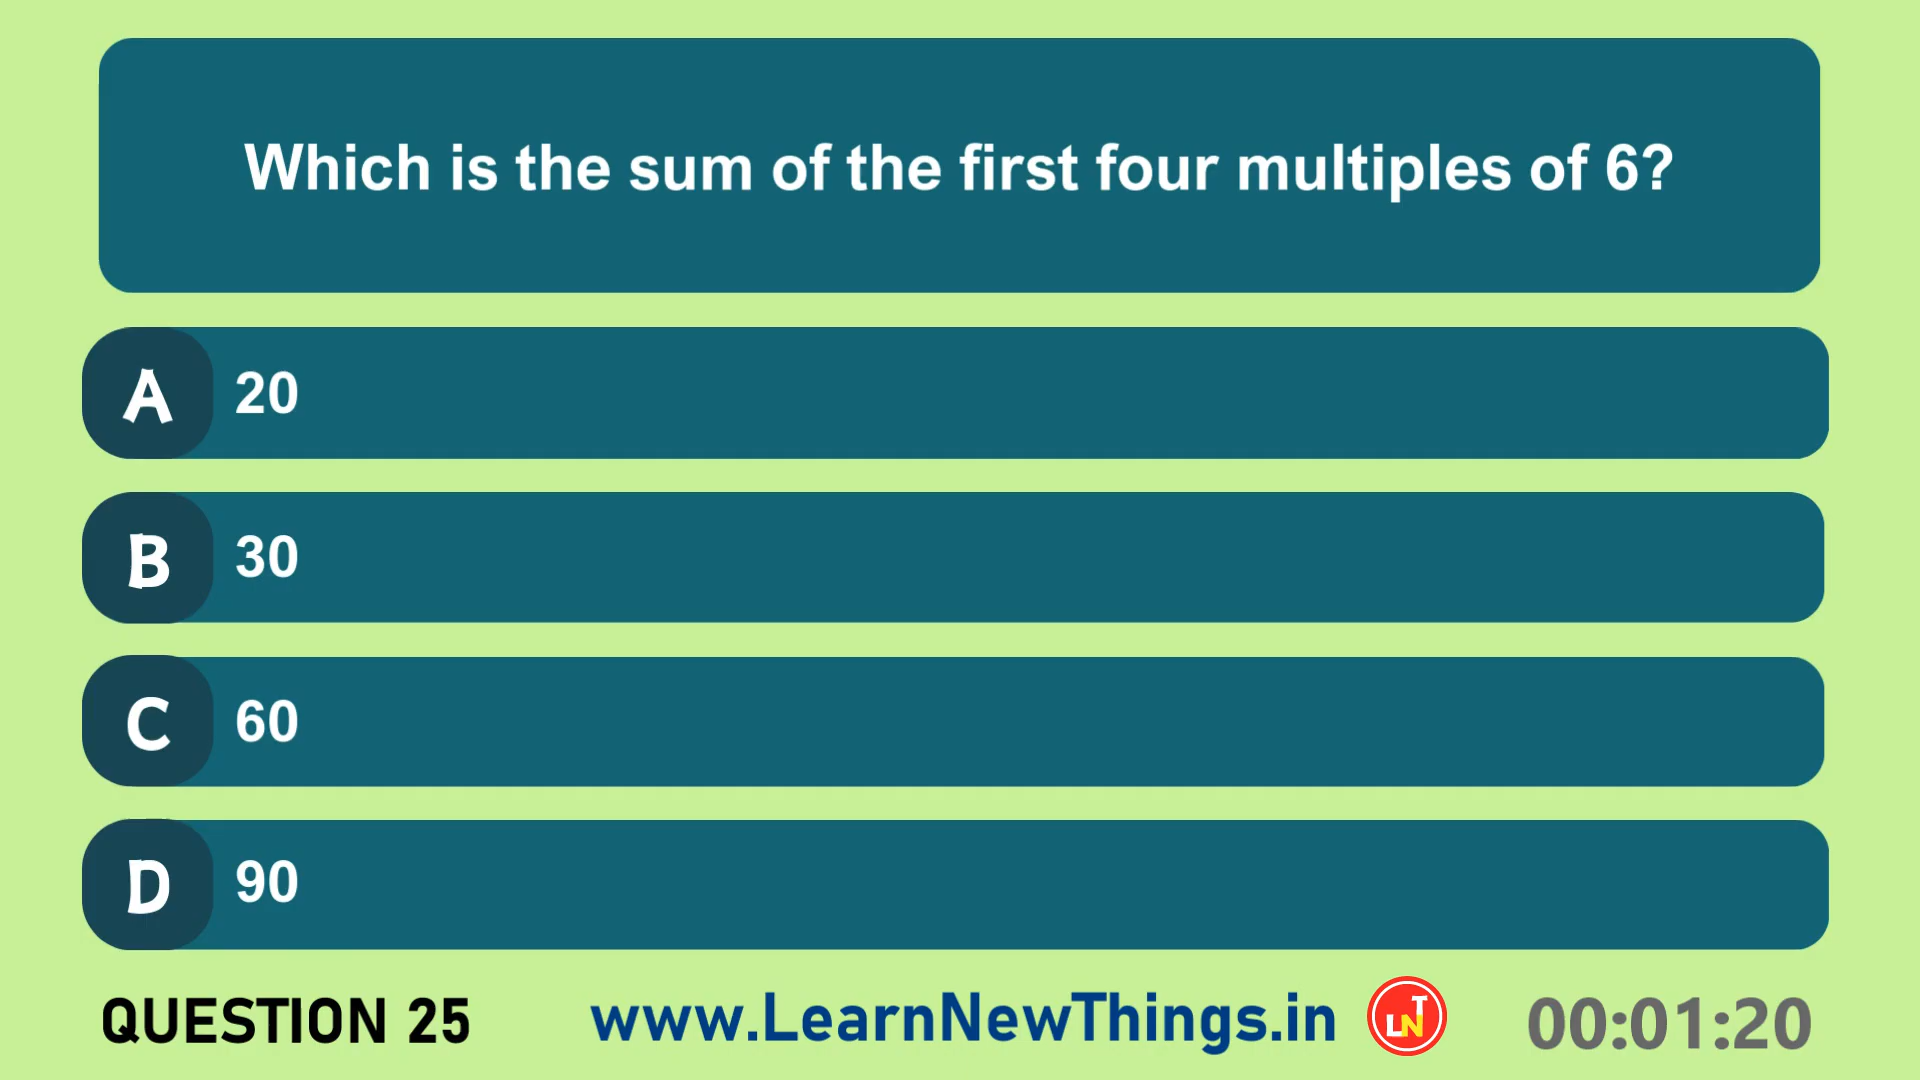 Which is the sum of the first four multiples of 6?
A 20
B 30
C 60
D 90
QUESTION 25 www.LearnNewThings.in LNT 00:01:20